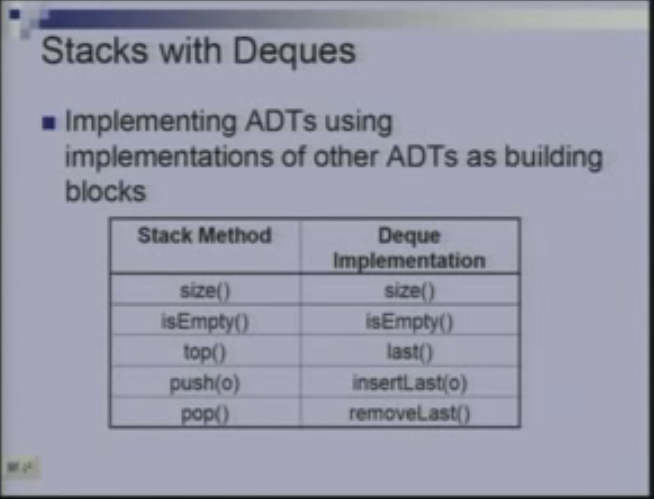 Stacks with Deques
Implementing ADTs using
implementations of other ADTs as building
blocks
Stack Method
Deque
Implementation
size()
size()
isEmpty()
isEmpty()
top()
last()
push(o)
insertLast(o)
pop()
removeLast()